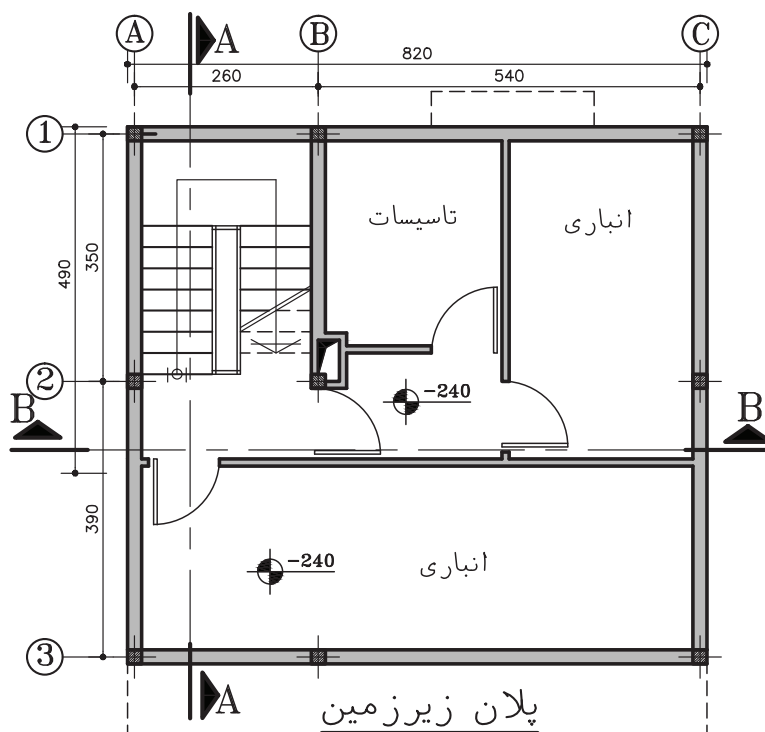 A A B C
820
260 540
1
تاسیسات
انباری
350
490
2
-240
B B
390
-240
انباری
3
A
پلان زیرزمین